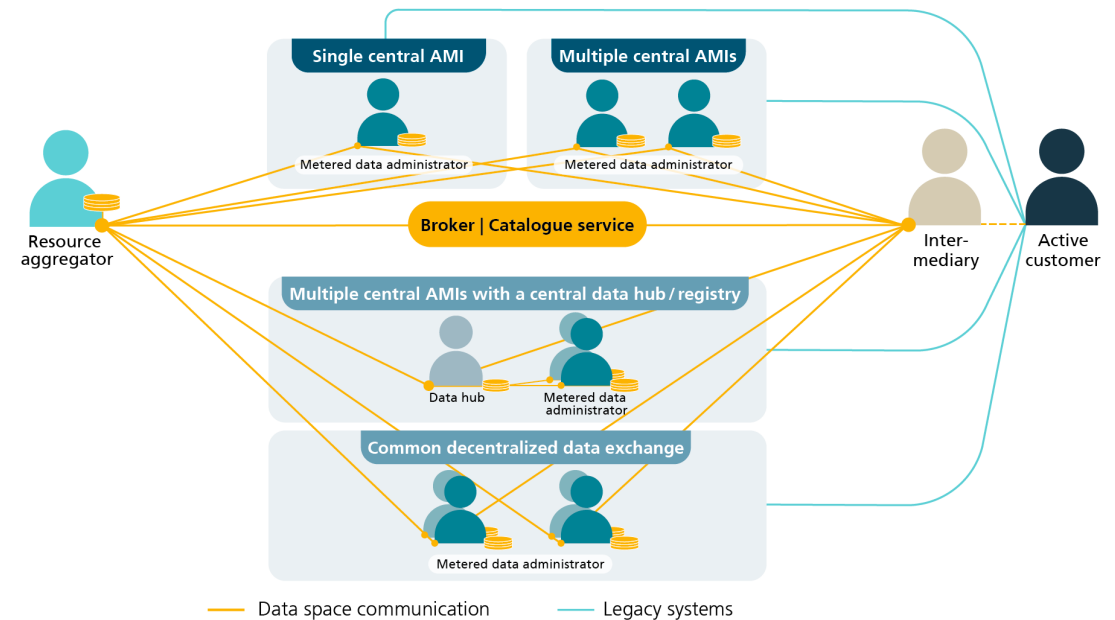 Single central AMI
Multiple central AMIs
Metered data administrator
Metered data administrator
Resource
aggregator
Broker | Catalogue service
Inter-
mediary
Active
customer
Multiple central AMIs with a central data hub / registry
Data hub
Metered data
administrator
Common decentralized data exchange
Metered data administrator
Data space communication
Legacy systems